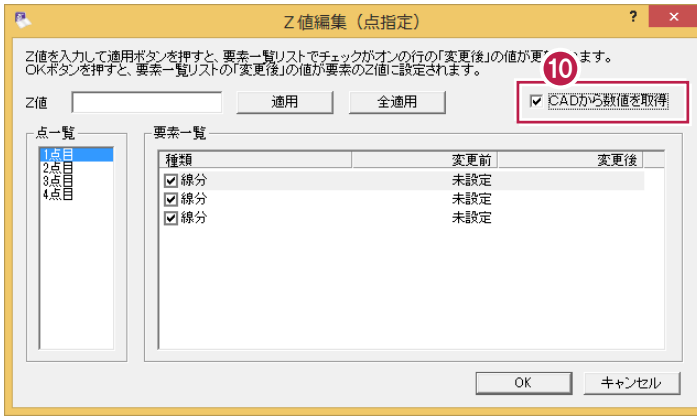 Z値編集（点指定）
?
×
Z値を入力して適用ボタンを押すと、要素一覧リストでチェックがオンの行の「変更後」の値が更
ます。
OKボタンを押すと、要素一覧リストの「変更後」の値が要素のZ値に設定されます。
10
Z値
適用
全適用
CADから数値を取得
点一覧
1点目
2点目
3点目
4点目
要素一覧
種類 変更前 変更後
線分 未設定
線分 未設定
線分 未設定
OK
キャンセル